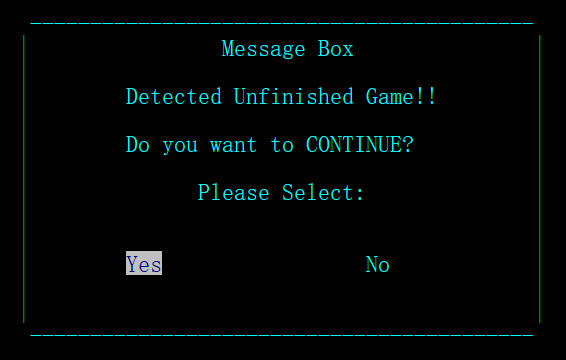 Message Box
Detected Unfinished Game!!
Do you want to CONTINUE?
Please Select:
Yes No